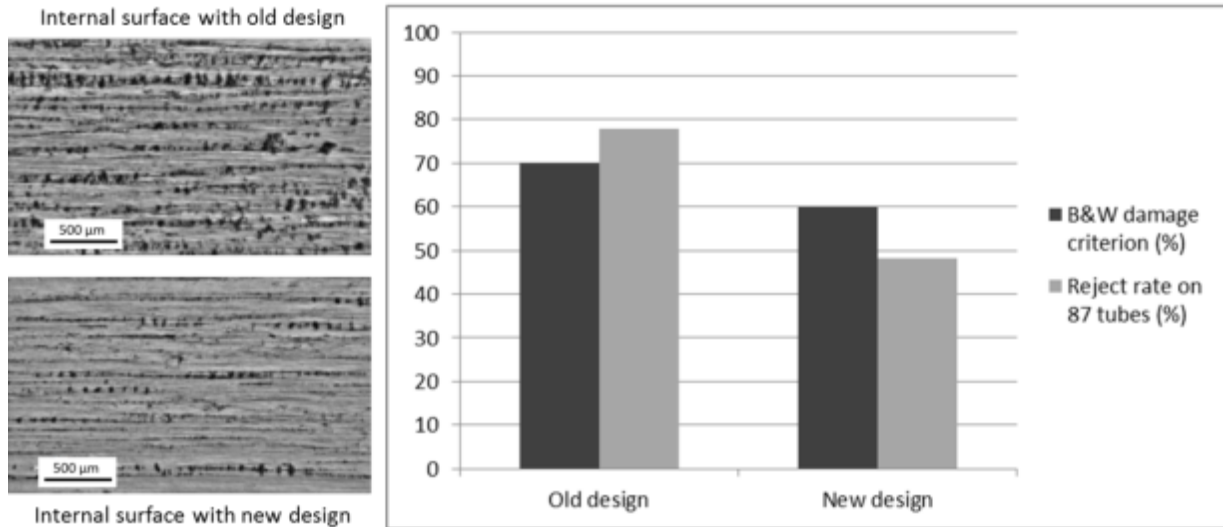 Internal surface with old design
500 µm
500 µm
Internal surface with new design
100
90
80
70
60
50
40
30
20
10
0
Old design
New design
B&W damage
criterion (%)
Reject rate on
87 tubes (%)